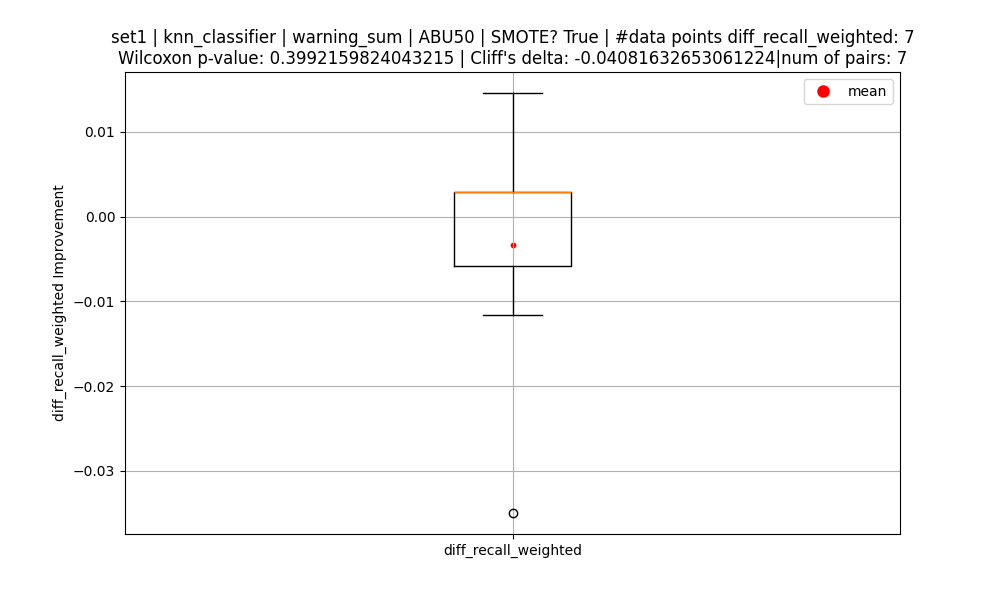 set1 | knn_classifier | warning_sum | ABU50 | SMOTE? True | #data points diff_recall_weighted: 7
Wilcoxon p-value: 0.3992159824043215 | Cliff's delta: -0.04081632653061224|num of pairs: 7
mean
0.01
0.00
−0.01
−0.02
−0.03
diff_recall_weighted Improvement
diff_recall_weighted